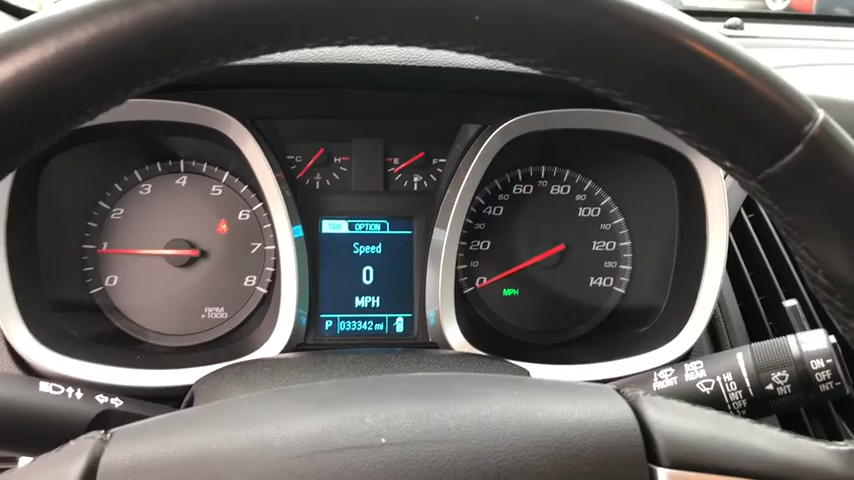 0
1
2
3
4
5
6
7
8
RPM
x 1000
C H
E F
TRIP OPTION
Speed
0
MPH
P 033342 mi
0
10
20
30
40
50
60
70
80
90
100
110
120
130
140
MPH
FRONT
REAR
HI
LO
INT
OFF
INT
ON
OFF
INT